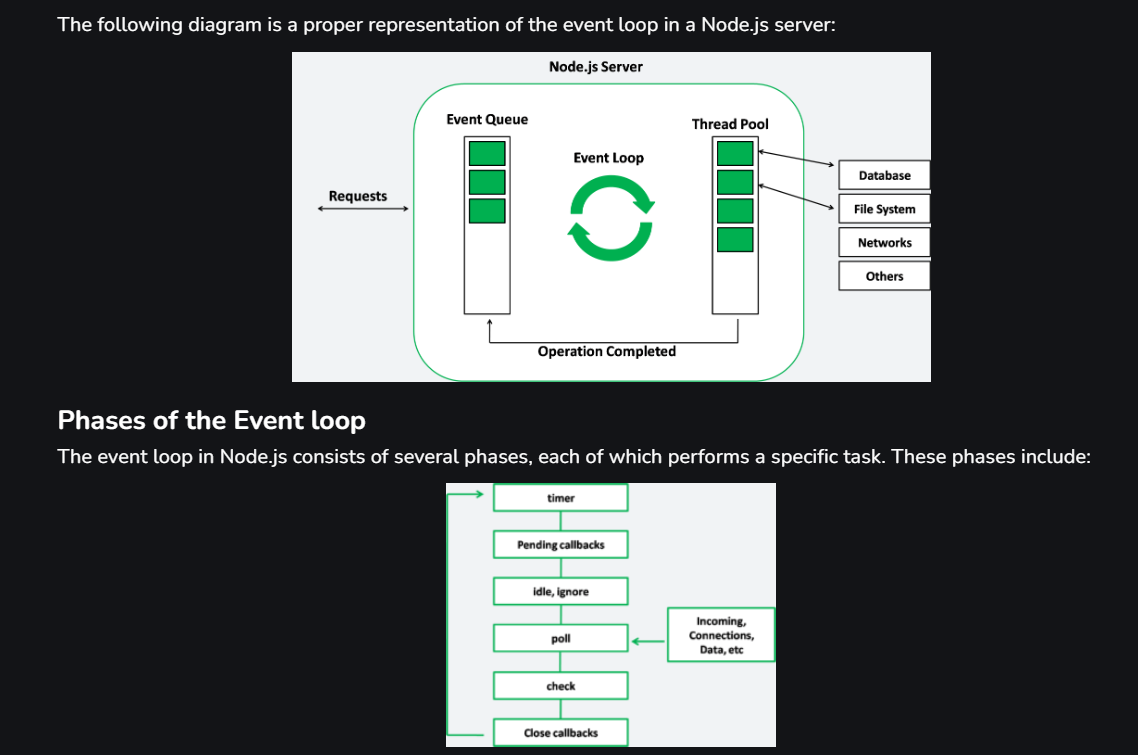 The following diagram is a proper representation of the event loop in a Node.js server:
Node.js Server
Event Queue
Thread Pool
Event Loop
Requests
Database
File System
Networks
Others
Operation Completed
Phases of the Event loop
The event loop in Node.js consists of several phases, each of which performs a specific task. These phases include:
timer
Pending callbacks
idle, ignore
poll
Incoming,
Connections,
Data, etc
check
Close callbacks